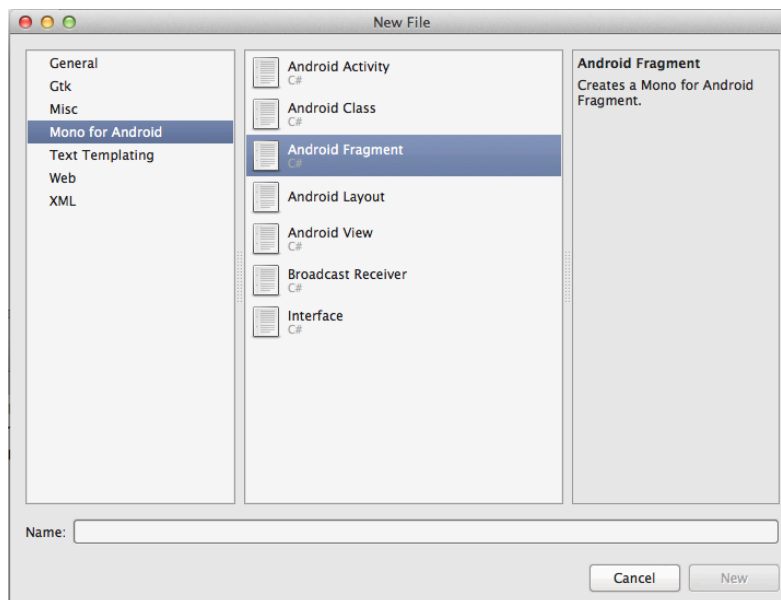 New File
General
Gtk
Misc
Mono for Android
Text Templating
Web
XML
Android Activity
C#
Android Class
C#
Android Fragment
C#
Android Layout
Android View
C#
Broadcast Receiver
C#
Interface
C#
Android Fragment
Creates a Mono for Android
Fragment.
Name:
Cancel
New